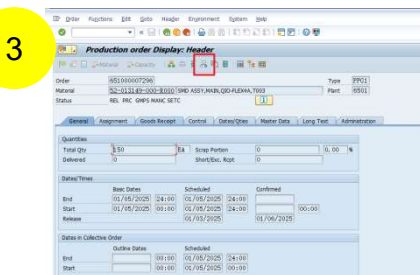 3
Order Functions Edit Goto Header Environment System Help
Production order Display: Header
Material Capacity
Order 651000007296 Type PP01
Material 52-013149-000-R000 SMD ASSY,MAIN,QSD-FLEXHA,T003 Plant 6501
Status REL PRC GMPS MANC SETC
General Assignment Goods Receipt Control Dates/Qties Master Data Long Text Administration
Quantities
Total Qty 150 EA Scrap Portion 0 0,00 %
Delivered 0 Short/Exc. Rcpt 0
Dates/Times
Basic Dates Scheduled Confirmed
End 01/05/2025 24:00 01/05/2025 24:00
Start 01/05/2025 00:00 01/05/2025 00:00 00:00
Release 01/03/2025 01/06/2025
Dates in Collective Order
Outline Dates Scheduled
End 00:00 01/05/2025 24:00
Start 00:00 01/05/2025 00:00